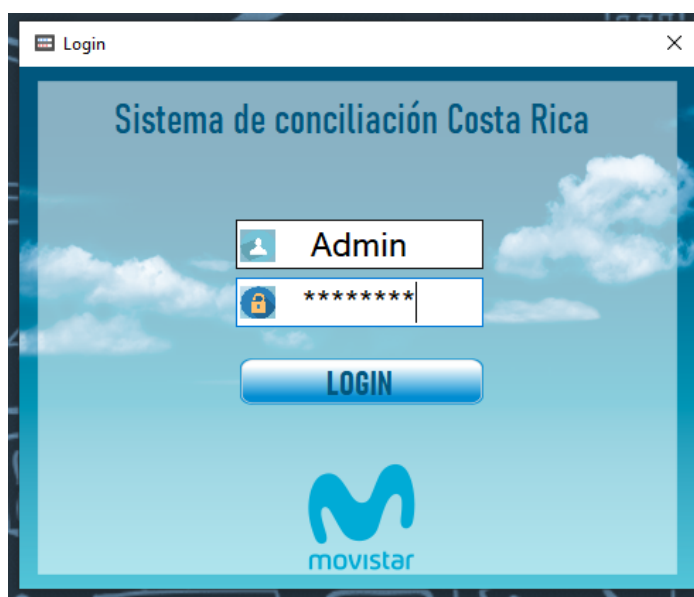 Login
Sistema de conciliación Costa Rica
Admin
********
LOGIN
movistar